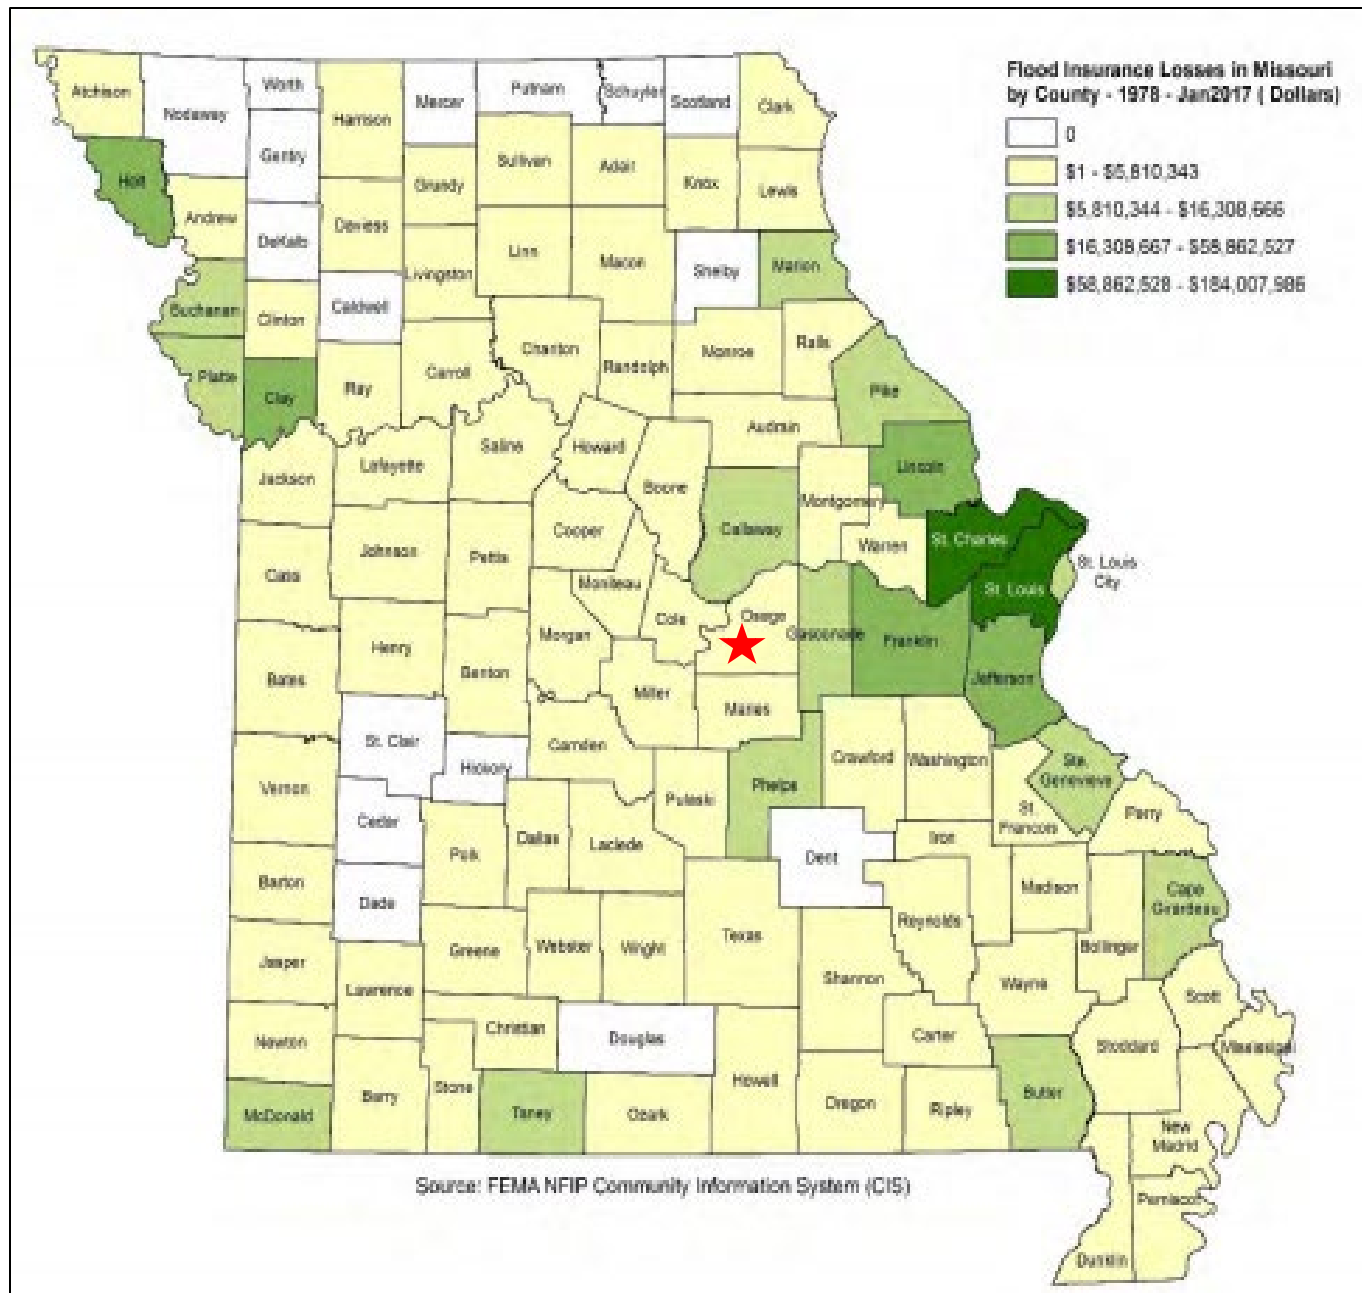 Flood Insurance Losses in Missouri
by County - 1978 - Jan2017 ( Dollars)
0
$1 - $5,810,343
$5,810,344 - $16,308,666
$16,308,667 - $58,862,527
$58,862,528 - $184,007,986
Atchison
Nodaway
Worth
Harrison
Mercer
Putnam
Schuyler
Scotland
Clark
Holt
Gentry
Sullivan
Adair
Knox
Lewis
Grundy
Andrew
DeKalb
Daviess
Livingston
Linn
Macon
Shelby
Marion
Buchanan
Clinton
Caldwell
Chariton
Randolph
Monroe
Ralls
Platte
Clay
Ray
Carroll
Pike
Audrain
Jackson
Lafayette
Saline
Howard
Boone
Callaway
Montgomery
Lincoln
Cass
Johnson
Pettis
Cooper
Moniteau
Warren
St. Charles
St. Louis
City
St. Louis
Bates
Henry
Benton
Morgan
Cole
Osage
Gasconade
Franklin
Jefferson
Miller
Maries
St. Clair
Hickory
Camden
Vernon
Cedar
Polk
Dallas
Laclede
Pulaski
Phelps
Crawford
Washington
Ste.
Genevieve
St.
Francois
Perry
Dent
Iron
Barton
Dade
Madison
Cape
Girardeau
Jasper
Lawrence
Greene
Webster
Wright
Texas
Reynolds
Bollinger
Shannon
Wayne
Scott
Newton
Christian
Douglas
Carter
Stoddard
Mississippi
McDonald
Barry
Stone
Taney
Ozark
Howell
Oregon
Ripley
Butler
New
Madrid
Pemiscot
Dunklin
Source: FEMA NFIP Community Information System (CIS)